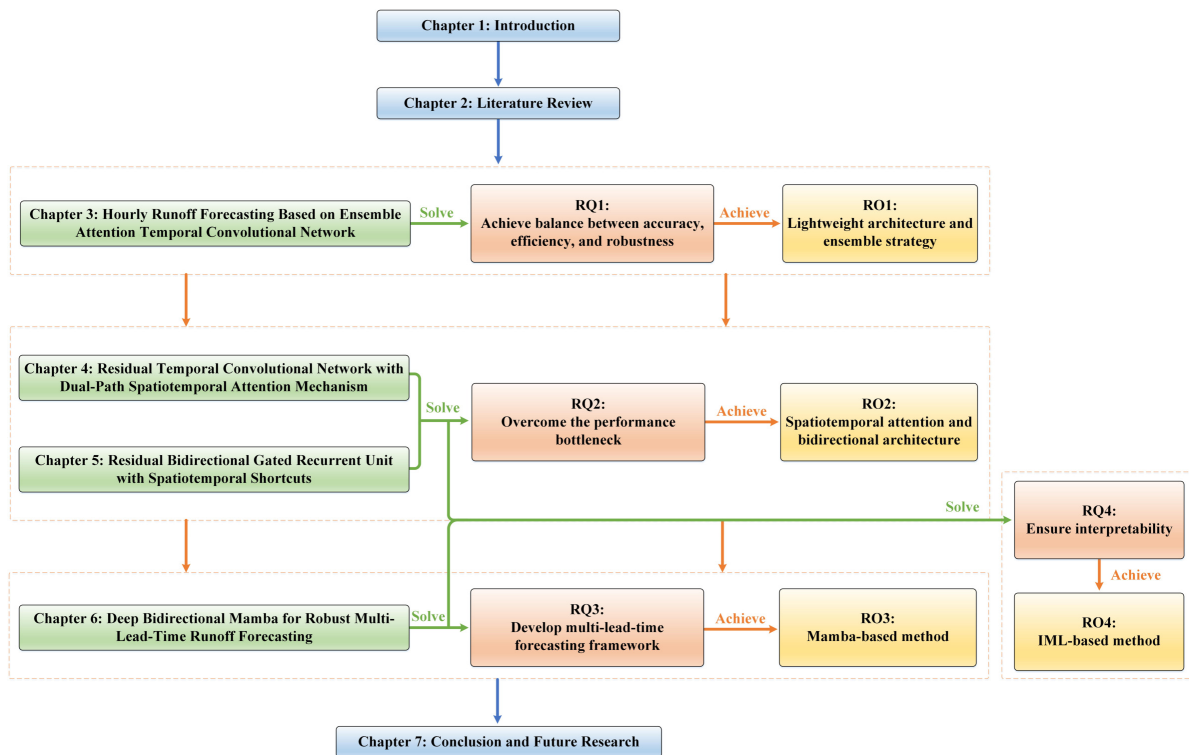 Chapter 1: Introduction
Chapter 2: Literature Review
Chapter 3: Hourly Runoff Forecasting Based on Ensemble
Attention Temporal Convolutional Network
Solve
RQ1:
Achieve balance between accuracy,
efficiency, and robustness
Achieve
RO1:
Lightweight architecture and
ensemble strategy
Chapter 4: Residual Temporal Convolutional Network with
Dual-Path Spatiotemporal Attention Mechanism
Chapter 5: Residual Bidirectional Gated Recurrent Unit
with Spatiotemporal Shortcuts
Solve
RQ2:
Overcome the performance
bottleneck
Achieve
RO2:
Spatiotemporal attention and
bidirectional architecture
Solve
RQ4:
Ensure interpretability
Achieve
RO4:
IML-based method
Chapter 6: Deep Bidirectional Mamba for Robust Multi-
Lead-Time Runoff Forecasting
Solve
RQ3:
Develop multi-lead-time
forecasting framework
Achieve
RO3:
Mamba-based method
Chapter 7: Conclusion and Future Research